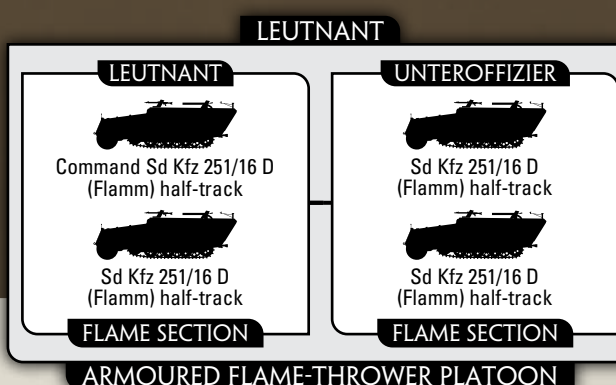 LEUTNANT
LEUTNANT
Command Sd Kfz 251/16 D
(Flamm) half-track
Sd Kfz 251/16 D
(Flamm) half-track
FLAME SECTION
UNTEROFFIZIER
Sd Kfz 251/16 D
(Flamm) half-track
Sd Kfz 251/16 D
(Flamm) half-track
FLAME SECTION
ARMOURED FLAME-THROWER PLATOON